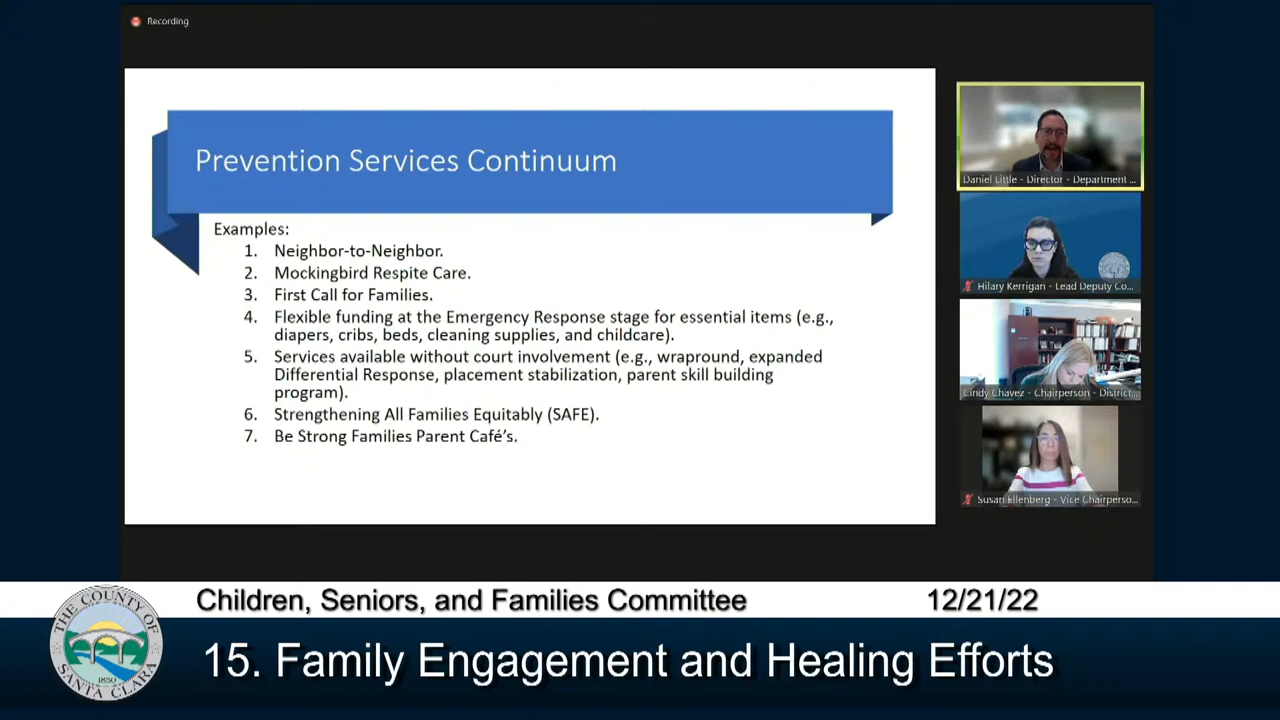 Recording
Prevention Services Continuum
Examples:
1. Neighbor-to-Neighbor.
2. Mockingbird Respite Care.
3. First Call for Families.
4. Flexible funding at the Emergency Response stage for essential items (e.g.,
diapers, cribs, beds, cleaning supplies, and childcare).
5. Services available without court involvement (e.g., wrapround, expanded
Differential Response, placement stabilization, parent skill building
program).
6. Strengthening All Families Equitably (SAFE).
7. Be Strong Families Parent Café's.
Daniel Little - Director - Department ...
Hilary Kerrigan - Lead Deputy Co...
Cindy Chavez - Chairperson - District...
Susan Ellenberg - Vice Chairperso...
Children, Seniors, and Families Committee 12/21/22
THE COUNTY OF SANTA CLARA
1850
15. Family Engagement and Healing Efforts